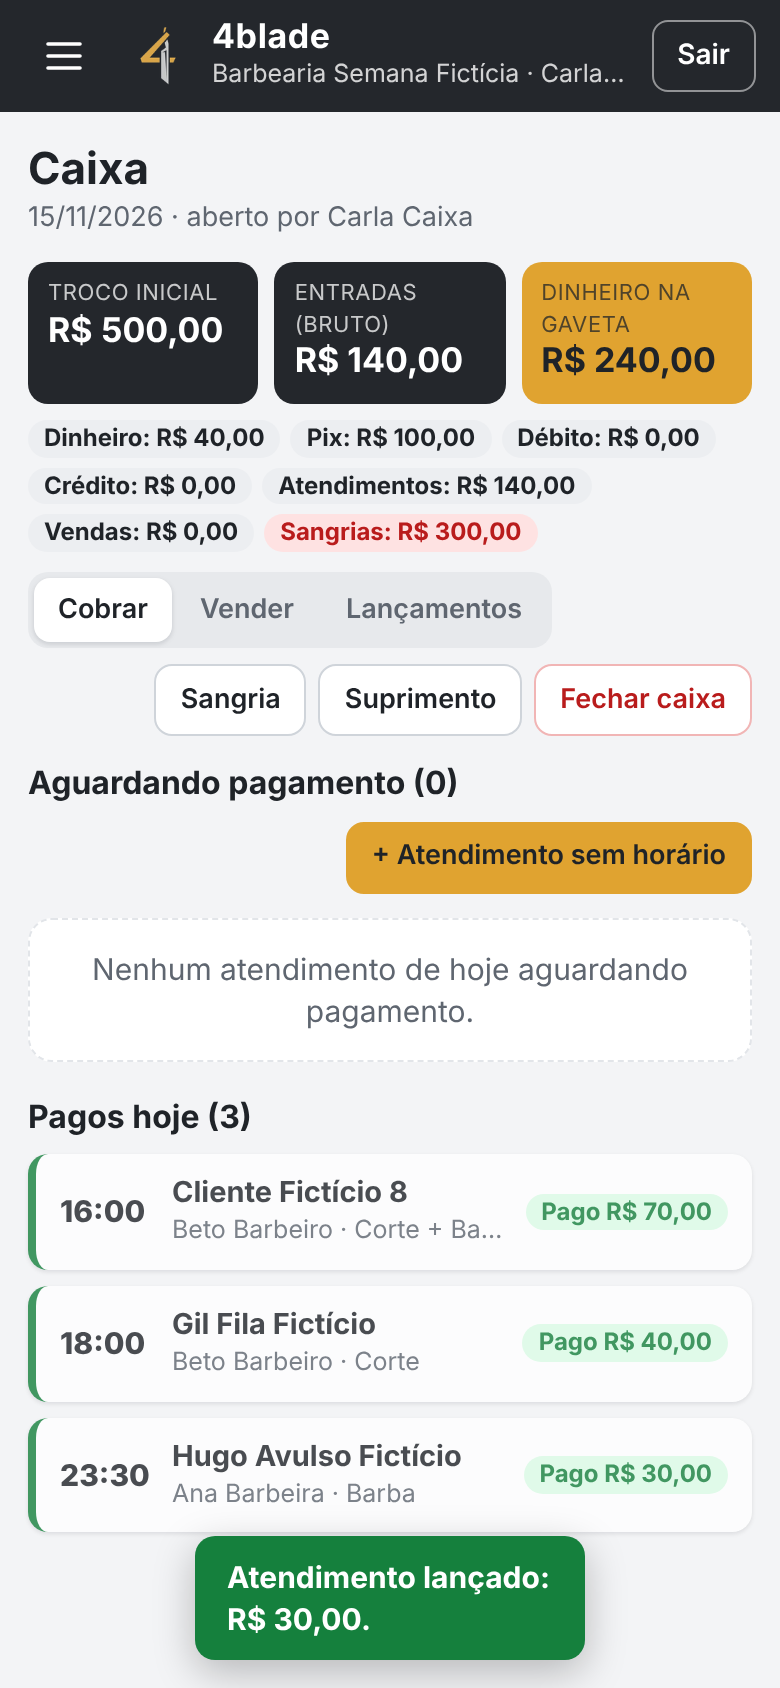 4blade
Barbearia Semana Fictícia · Carla...
Sair
Caixa
15/11/2026 · aberto por Carla Caixa
TROCO INICIAL
R$ 500,00
ENTRADAS
(BRUTO)
R$ 140,00
DINHEIRO NA
GAVETA
R$ 240,00
Dinheiro: R$ 40,00
Pix: R$ 100,00
Débito: R$ 0,00
Crédito: R$ 0,00
Atendimentos: R$ 140,00
Vendas: R$ 0,00
Sangrias: R$ 300,00
Cobrar
Vender
Lançamentos
Sangria
Suprimento
Fechar caixa
Aguardando pagamento (0)
+ Atendimento sem horário
Nenhum atendimento de hoje aguardando
pagamento.
Pagos hoje (3)
16:00
Cliente Fictício 8
Beto Barbeiro · Corte + Ba...
Pago R$ 70,00
18:00
Gil Fila Fictício
Beto Barbeiro · Corte
Pago R$ 40,00
23:30
Hugo Avulso Fictício
Ana Barbeira · Barba
Pago R$ 30,00
Atendimento lançado:
R$ 30,00.